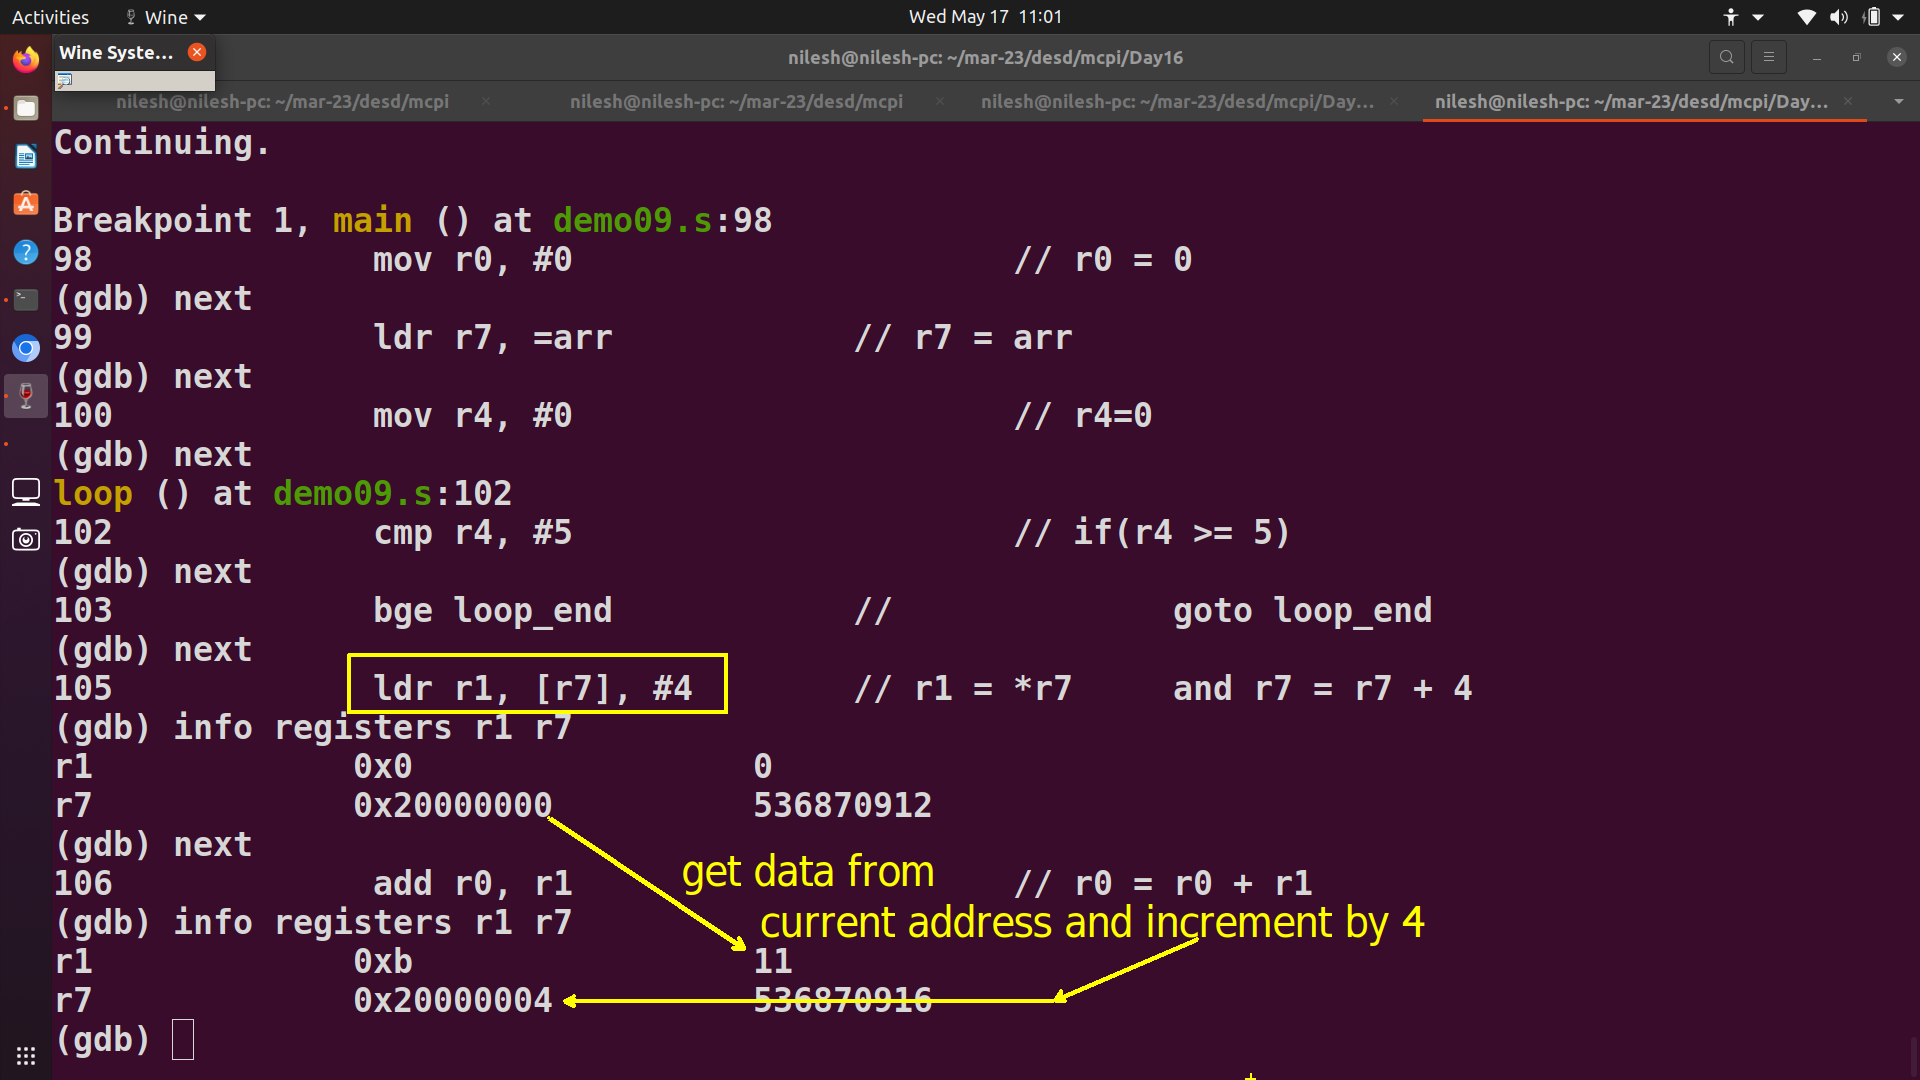 Activities Wine Wed May 17 11:01
Wine Syste...
nilesh@nilesh-pc: ~/mar-23/desd/mcpi/Day16
nilesh@nilesh-pc: ~/mar-23/desd/mcpi nilesh@nilesh-pc: ~/mar-23/desd/mcpi nilesh@nilesh-pc: ~/mar-23/desd/mcpi/Day... nilesh@nilesh-pc: ~/mar-23/desd/mcpi/Day...
Continuing.
Breakpoint 1, main () at demo09.s:98
98 mov r0, #0 // r0 = 0
(gdb) next
99 ldr r7, =arr // r7 = arr
(gdb) next
100 mov r4, #0 // r4=0
(gdb) next
loop () at demo09.s:102
102 cmp r4, #5 // if(r4 >= 5)
(gdb) next
103 bge loop_end // goto loop_end
(gdb) next
105 ldr r1, [r7], #4 // r1 = *r7 and r7 = r7 + 4
(gdb) info registers r1 r7
r1 0x0 0
r7 0x20000000 536870912
(gdb) next
get data from
106 add r0, r1 // r0 = r0 + r1
(gdb) info registers r1 r7
current address and increment by 4
r1 0xb 11
r7 0x20000004 536870916
(gdb)